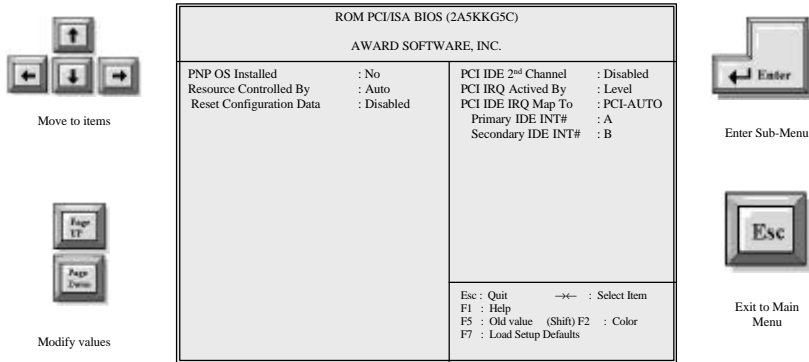 ROM PCI/ISA BIOS (2A5KKG5C)
AWARD SOFTWARE, INC.
PNP OS Installed : No
Resource Controlled By : Auto
Reset Configuration Data : Disabled
PCI IDE 2nd Channel : Disabled
PCI IRQ Actived By : Level
PCI IDE IRQ Map To : PCI-AUTO
Primary IDE INT# : A
Secondary IDE INT# : B
Esc : Quit →← : Select Item
F1 : Help
F5 : Old value (Shift) F2 : Color
F7 : Load Setup Defaults
Move to items
Page
UP
Page
Down
Modify values
Enter
Enter Sub-Menu
Esc
Exit to Main
Menu